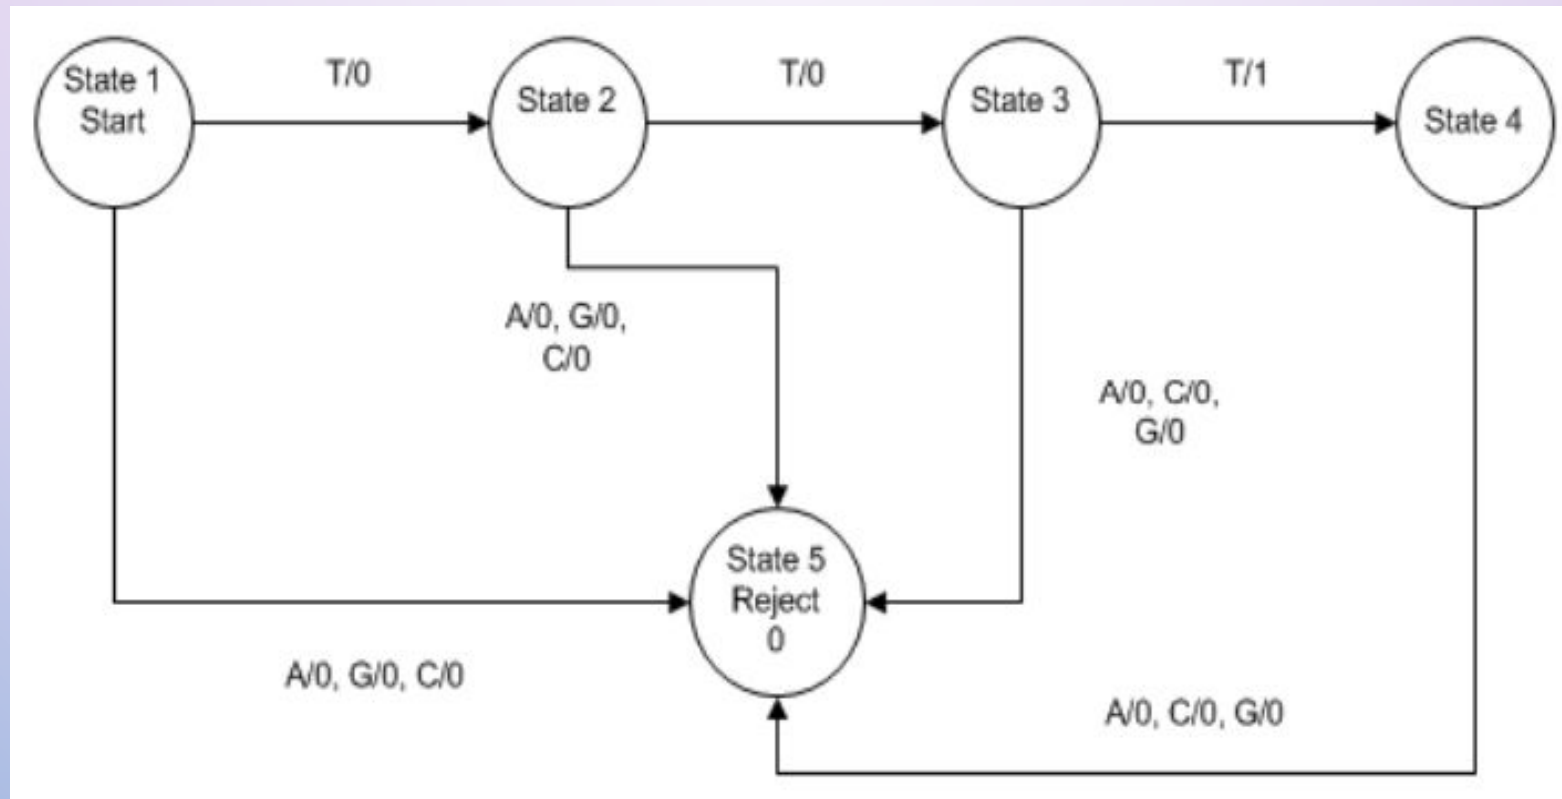 State 1
Start
T/0
State 2
T/0
State 3
T/1
State 4
A/0, G/0,
C/0
A/0, C/0,
G/0
State 5
Reject
0
A/0, G/0, C/0
A/0, C/0, G/0